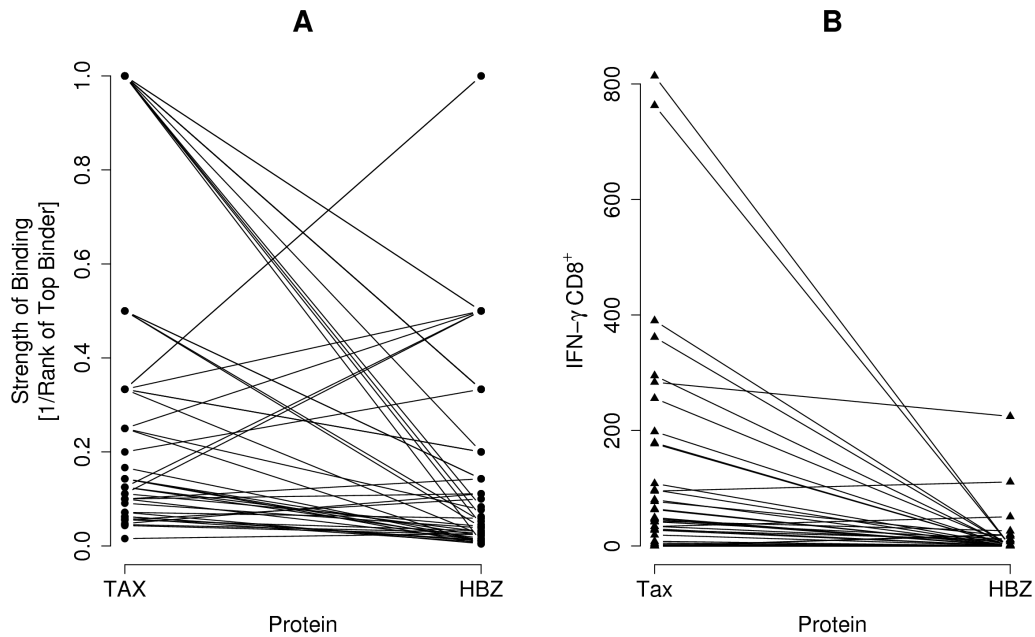 A
Strength of Binding
[1/Rank of Top Binder]
1.0
0.8
0.6
0.4
0.2
0.0
TAX
HBZ
Protein
B
IFN−γ CD8+
800
600
400
200
0
Tax
HBZ
Protein